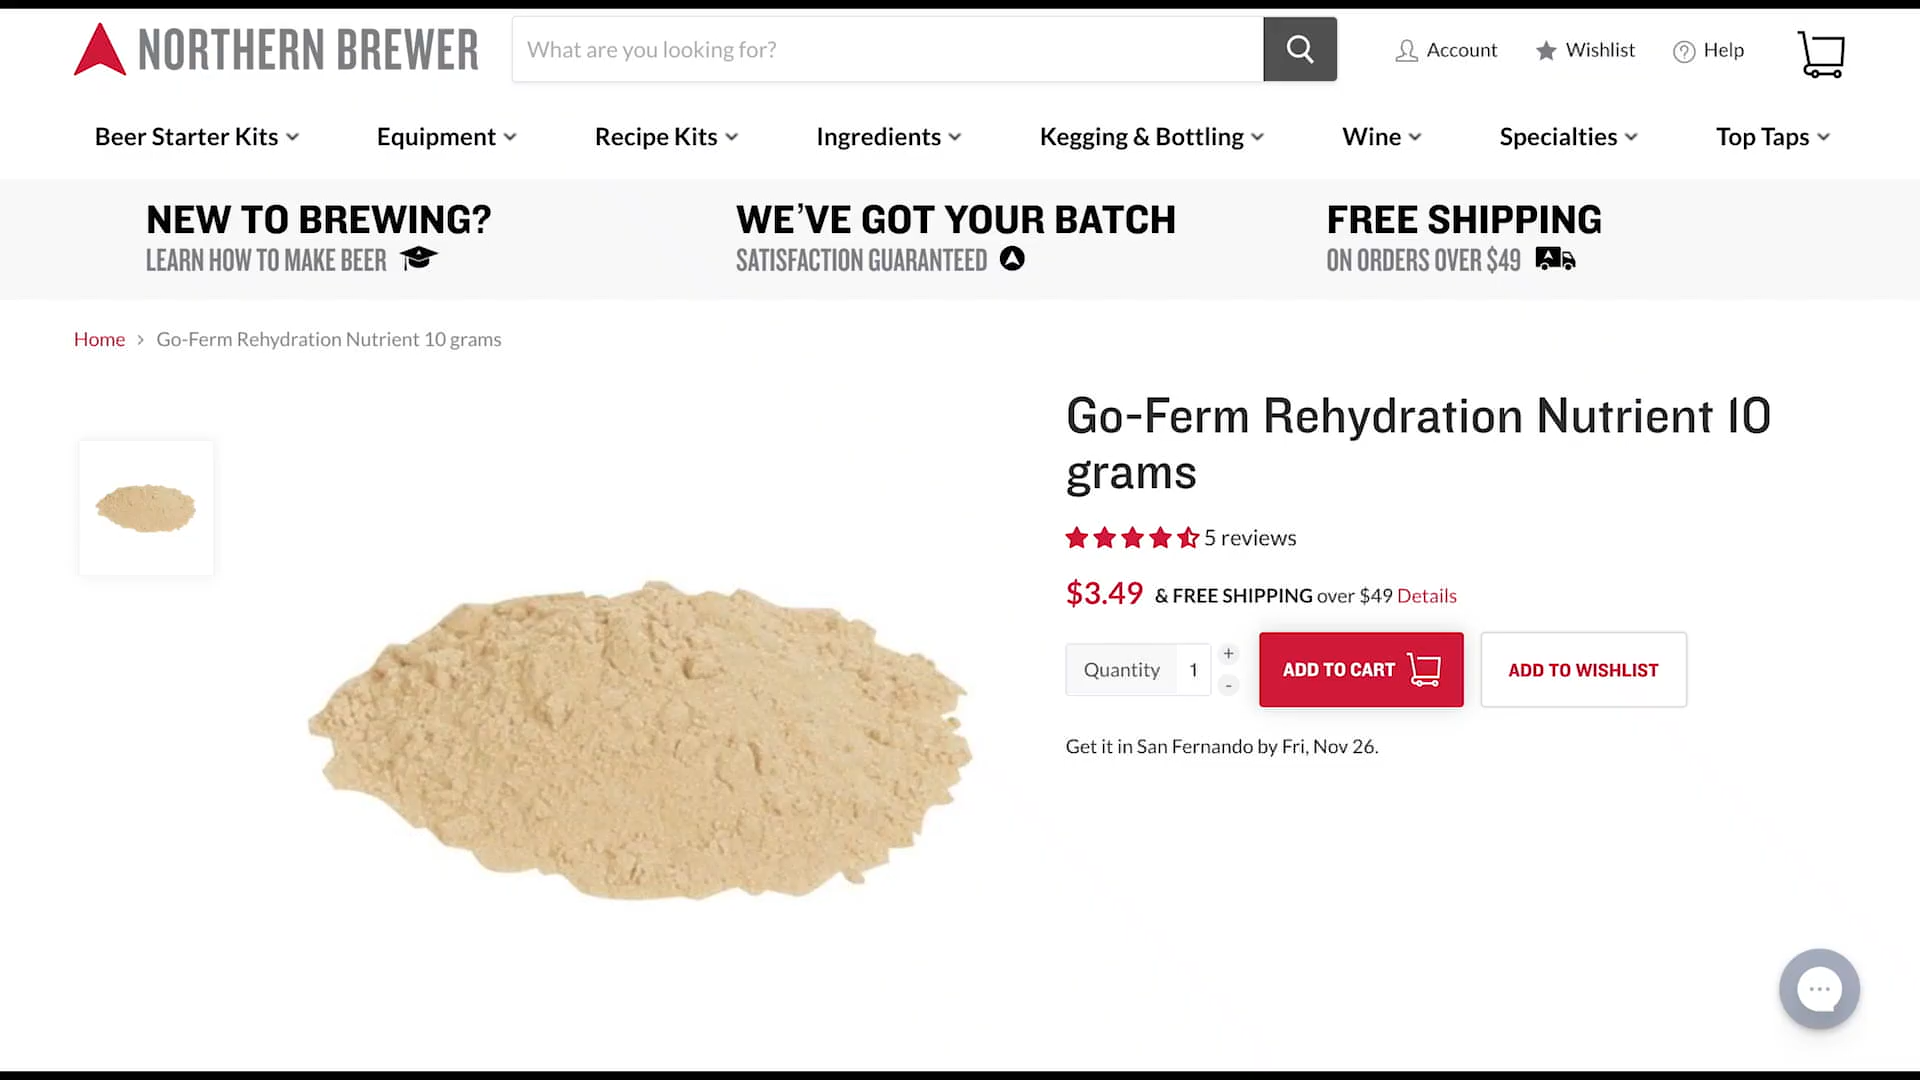 NORTHERN BREWER
What are you looking for?
Account
Wishlist
Help
Beer Starter Kits
Equipment
Recipe Kits
Ingredients
Kegging & Bottling
Wine
Specialties
Top Taps
NEW TO BREWING?
LEARN HOW TO MAKE BEER
WE'VE GOT YOUR BATCH
SATISFACTION GUARANTEED
FREE SHIPPING
ON ORDERS OVER $49
Home > Go-Ferm Rehydration Nutrient 10 grams
Go-Ferm Rehydration Nutrient 10
grams
5 reviews
$3.49 & FREE SHIPPING over $49 Details
Quantity 1 + -
ADD TO CART
ADD TO WISHLIST
Get it in San Fernando by Fri, Nov 26.